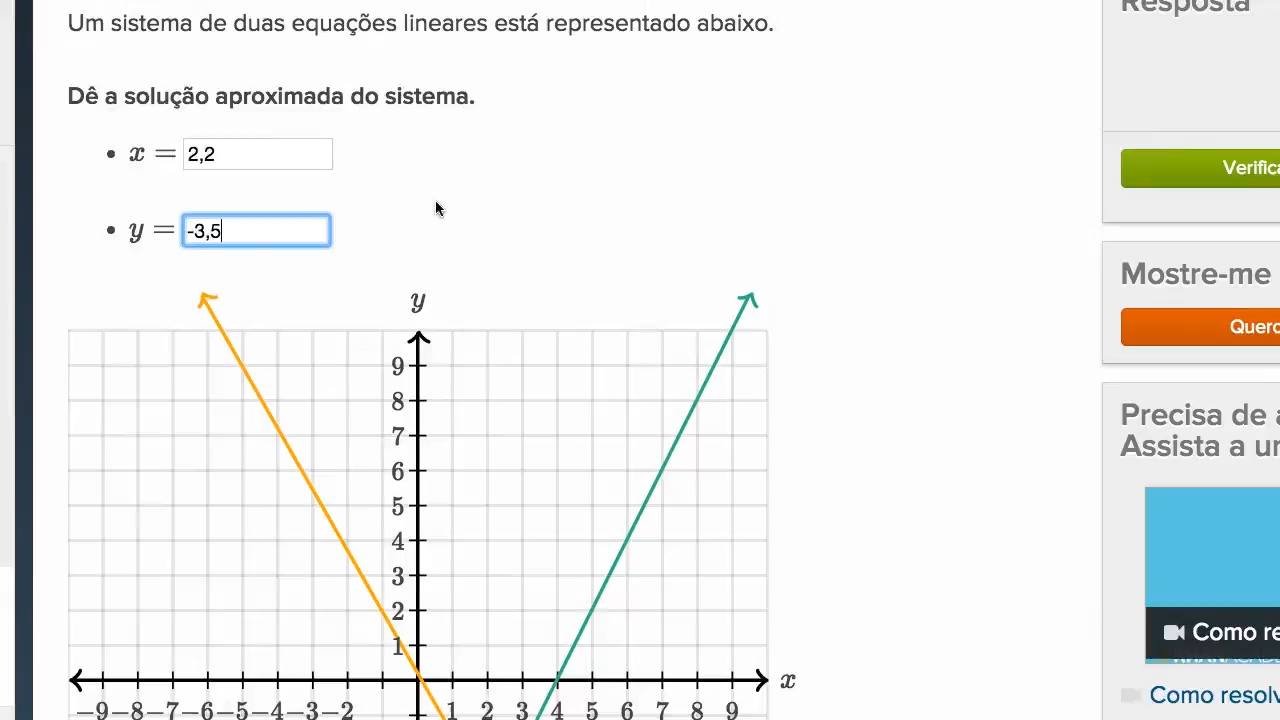 Resposta
Um sistema de duas equações lineares está representado abaixo.
Dê a solução aproximada do sistema.
x = 2,2
y = -3,5
Verifica
Mostre-me
Quero
Precisa de a
Assista a un
Como re
Como resolv
y
9
8
7
6
5
4
3
2
1
x
−9 −8 −7 −6 −5 −4 −3 −2 1 2 3 4 5 6 7 8 9